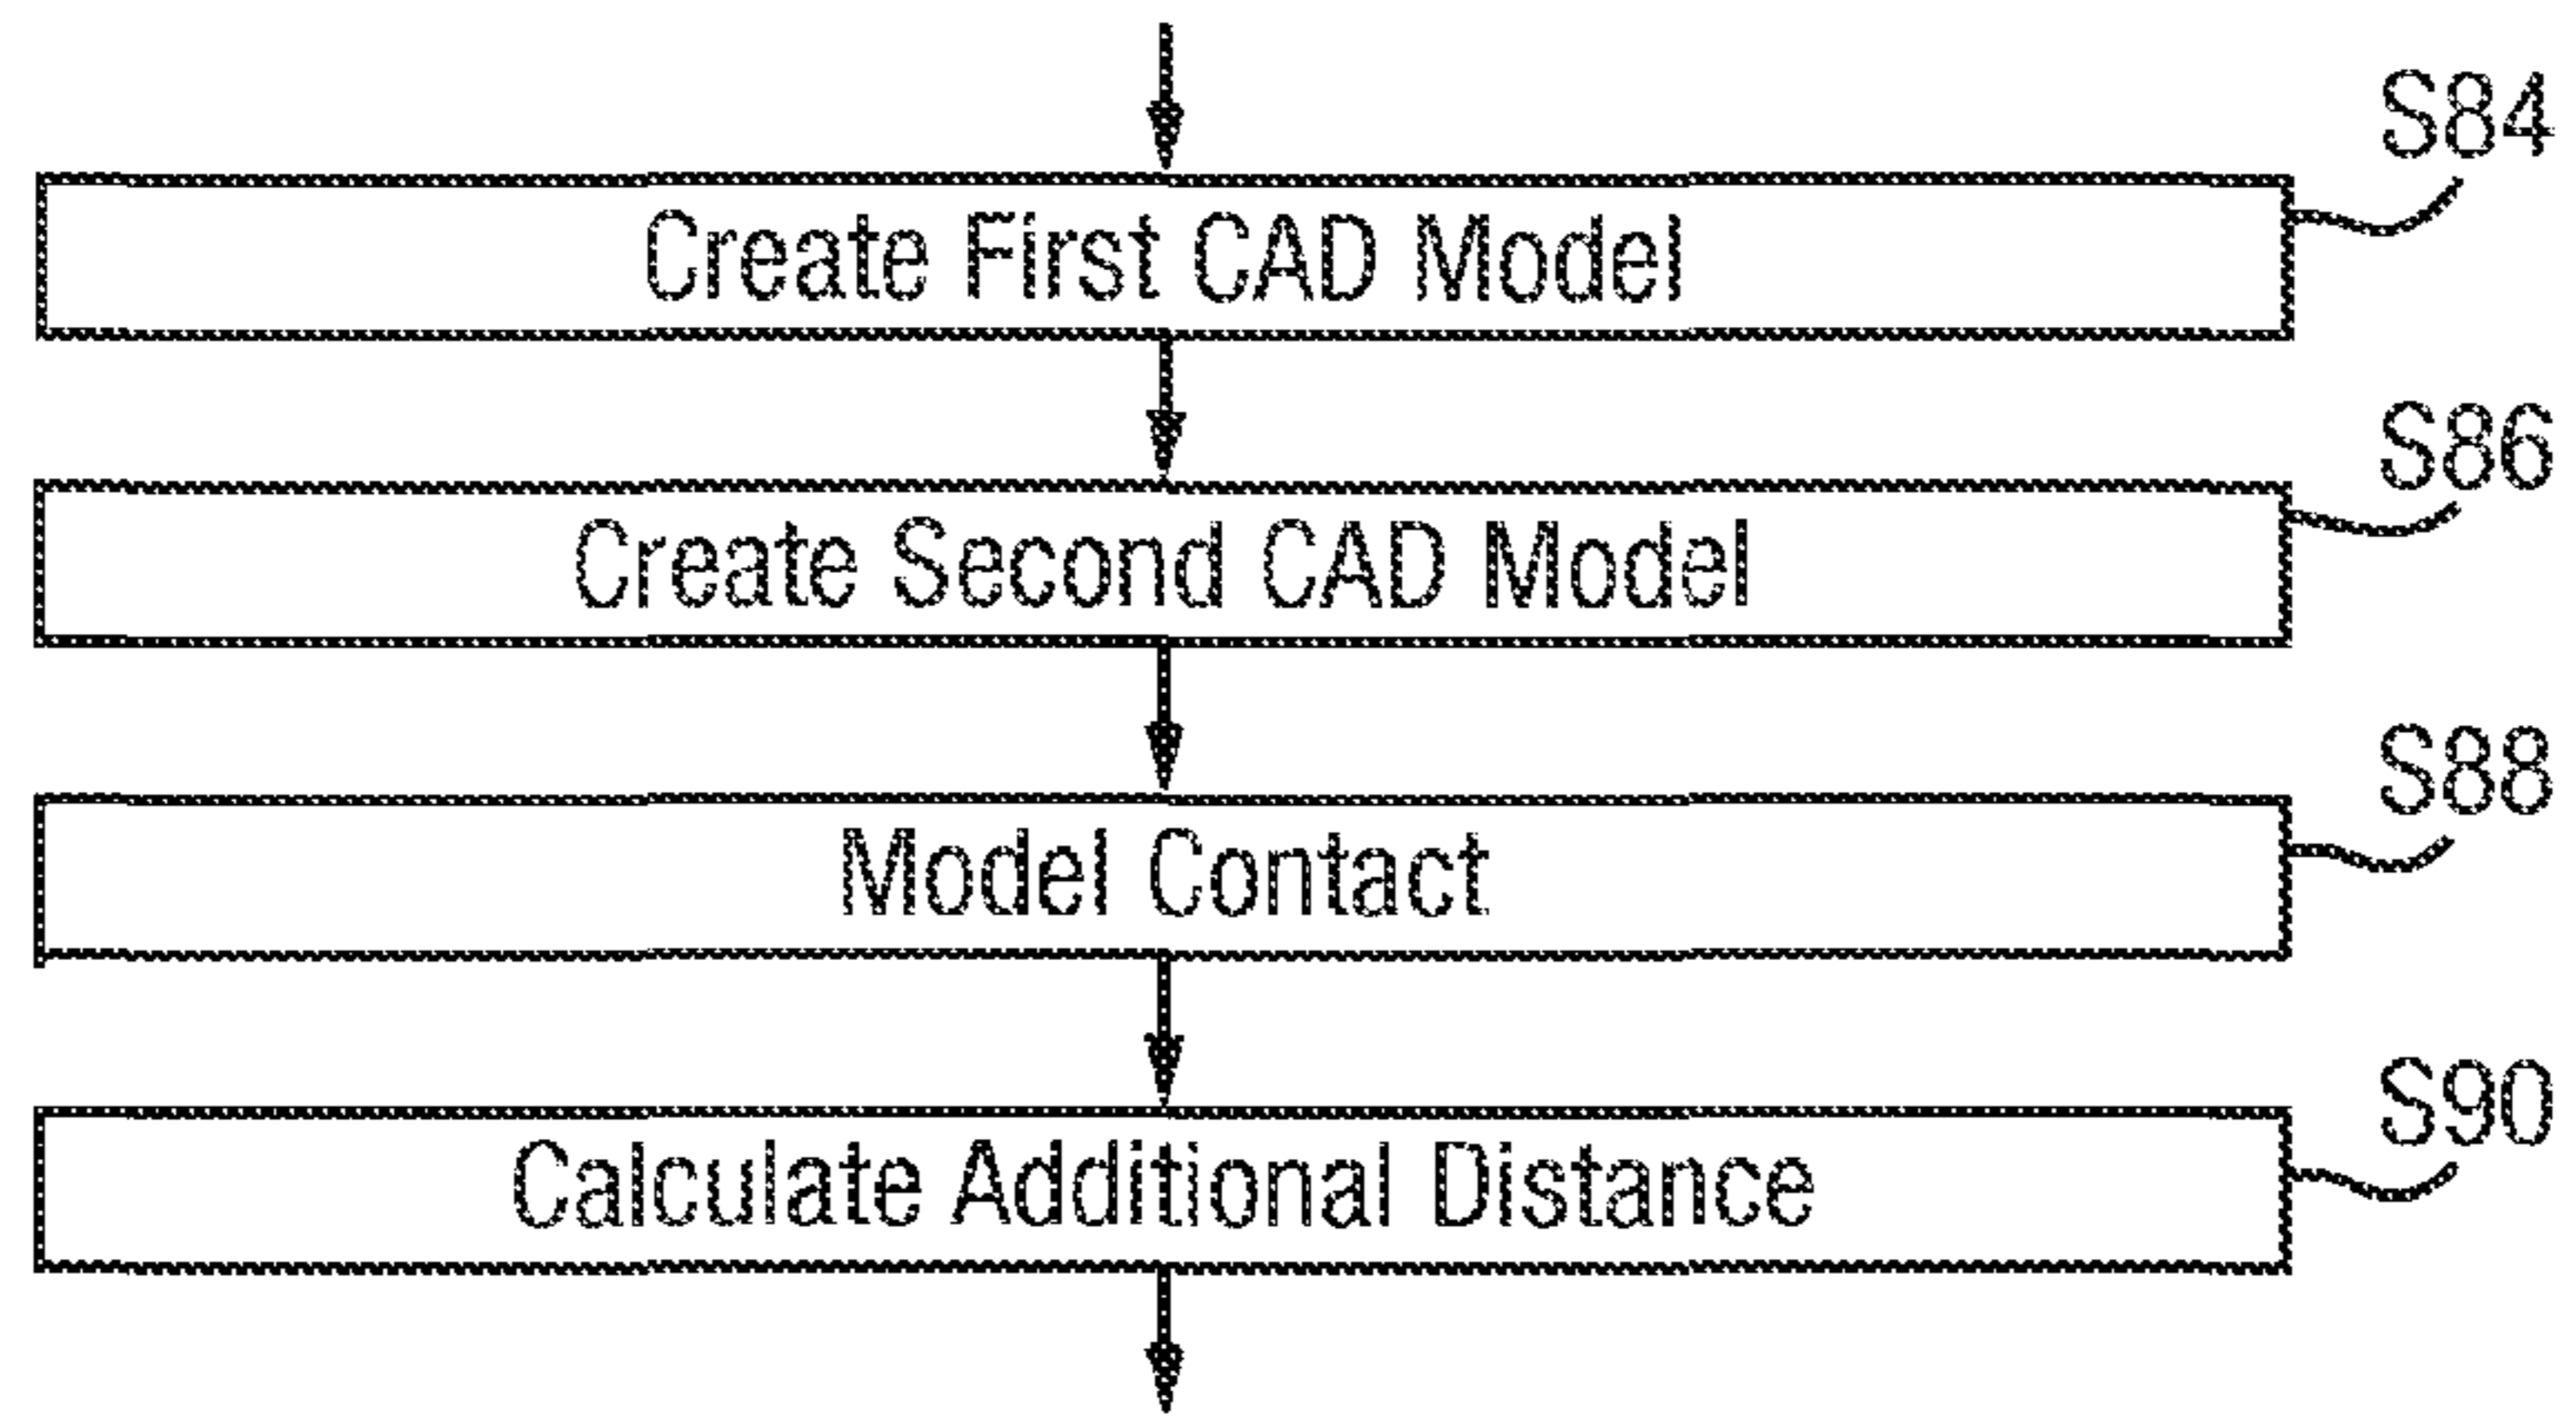 S84
Create First CAD Model
S86
Create Second CAD Model
S88
Model Contact
S90
Calculate Additional Distance